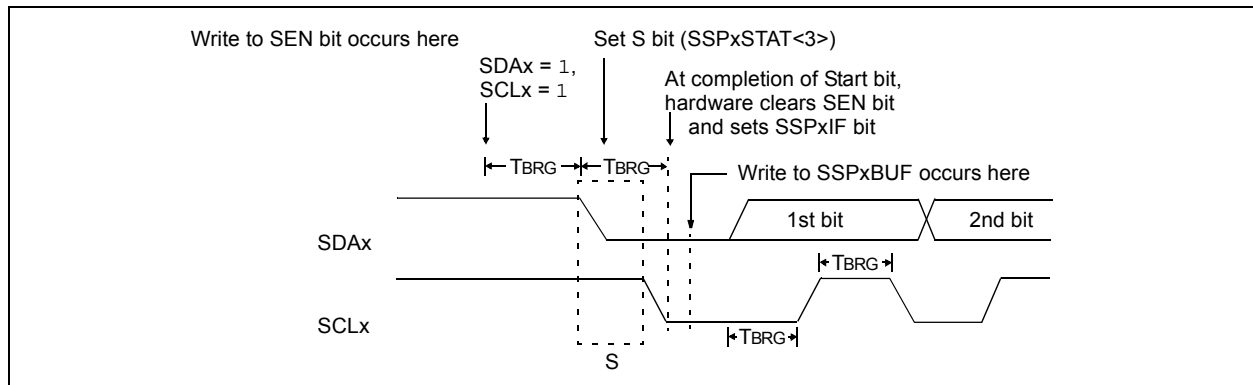 Write to SEN bit occurs here
Set S bit (SSPxSTAT<3>)
SDAx = 1,
SCLx = 1
At completion of Start bit,
hardware clears SEN bit
and sets SSPxIF bit
TBRG
TBRG
Write to SSPxBUF occurs here
1st bit
2nd bit
SDAx
TBRG
SCLx
TBRG
S